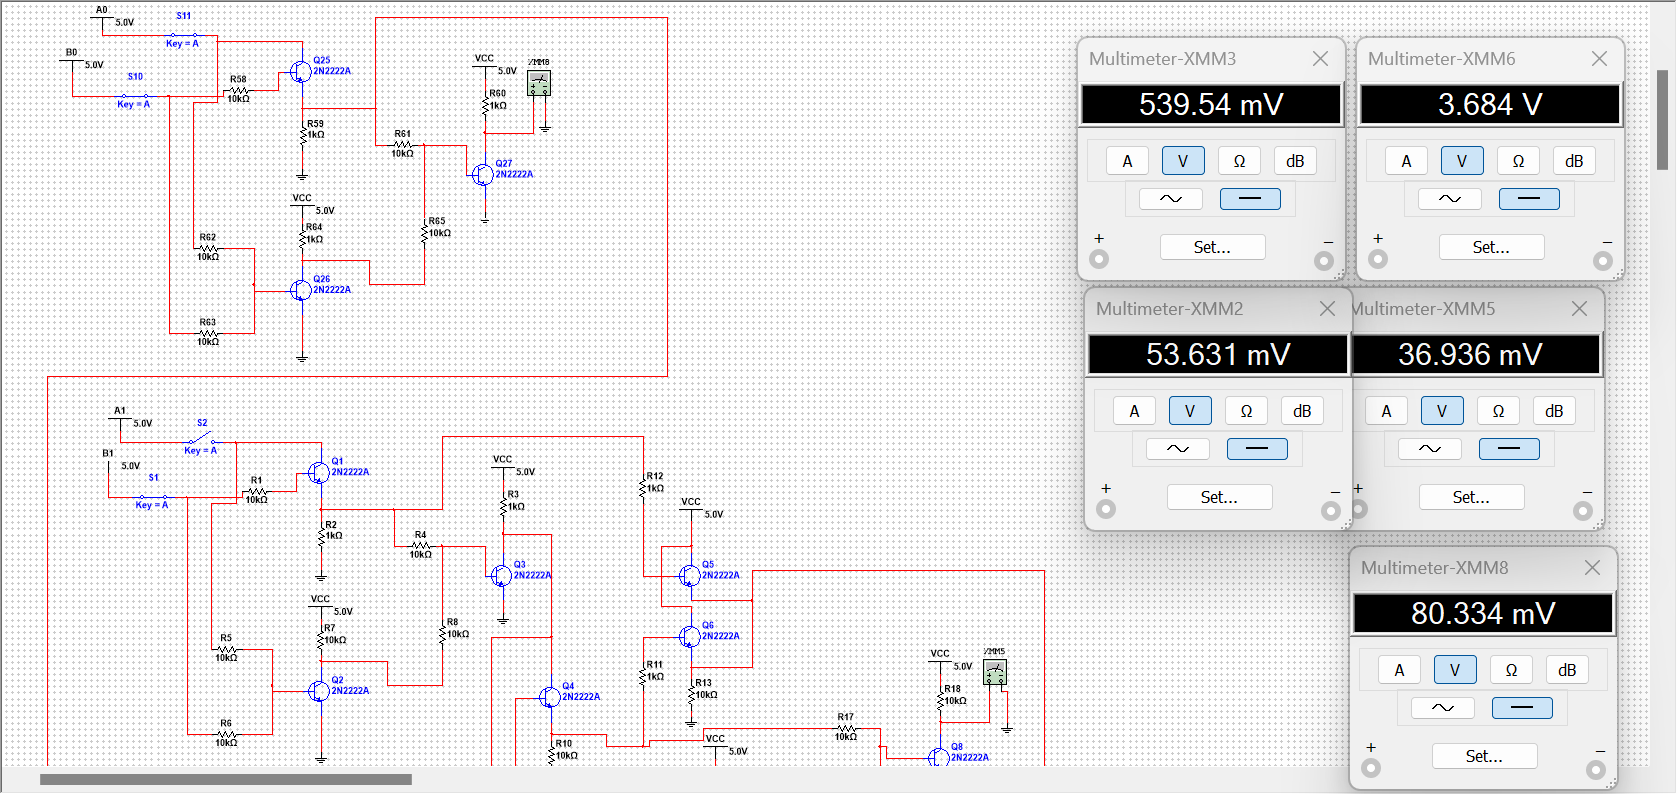 A0
5.0V
S11
Key = A
B0
5.0V
S10
Key = A
R58
10kΩ
Q25
2N2222A
R59
1kΩ
VCC
5.0V
R60
1kΩ
XMM8
R61
10kΩ
Q27
2N2222A
VCC
5.0V
R64
1kΩ
R65
10kΩ
R62
10kΩ
Q26
2N2222A
R63
10kΩ
A1
5.0V
S2
Key = A
B1
5.0V
S1
Key = A
R1
10kΩ
Q1
2N2222A
R2
1kΩ
VCC
5.0V
R3
1kΩ
R4
10kΩ
Q3
2N2222A
R12
1kΩ
VCC
5.0V
Q5
2N2222A
VCC
5.0V
R7
10kΩ
R8
10kΩ
R5
10kΩ
Q2
2N2222A
R6
10kΩ
Q6
2N2222A
R11
1kΩ
R13
10kΩ
Q4
2N2222A
R10
10kΩ
VCC
5.0V
R17
10kΩ
VCC
5.0V
XMM5
R18
10kΩ
Q8
2N2222A
Multimeter-XMM3
539.54 mV
A V Ω dB
+ −
Set...
Multimeter-XMM6
3.684 V
A V Ω dB
+ −
Set...
Multimeter-XMM2
53.631 mV
A V Ω dB
+ −
Set...
Multimeter-XMM5
36.936 mV
A V Ω dB
+ −
Set...
Multimeter-XMM8
80.334 mV
A V Ω dB
+ −
Set...